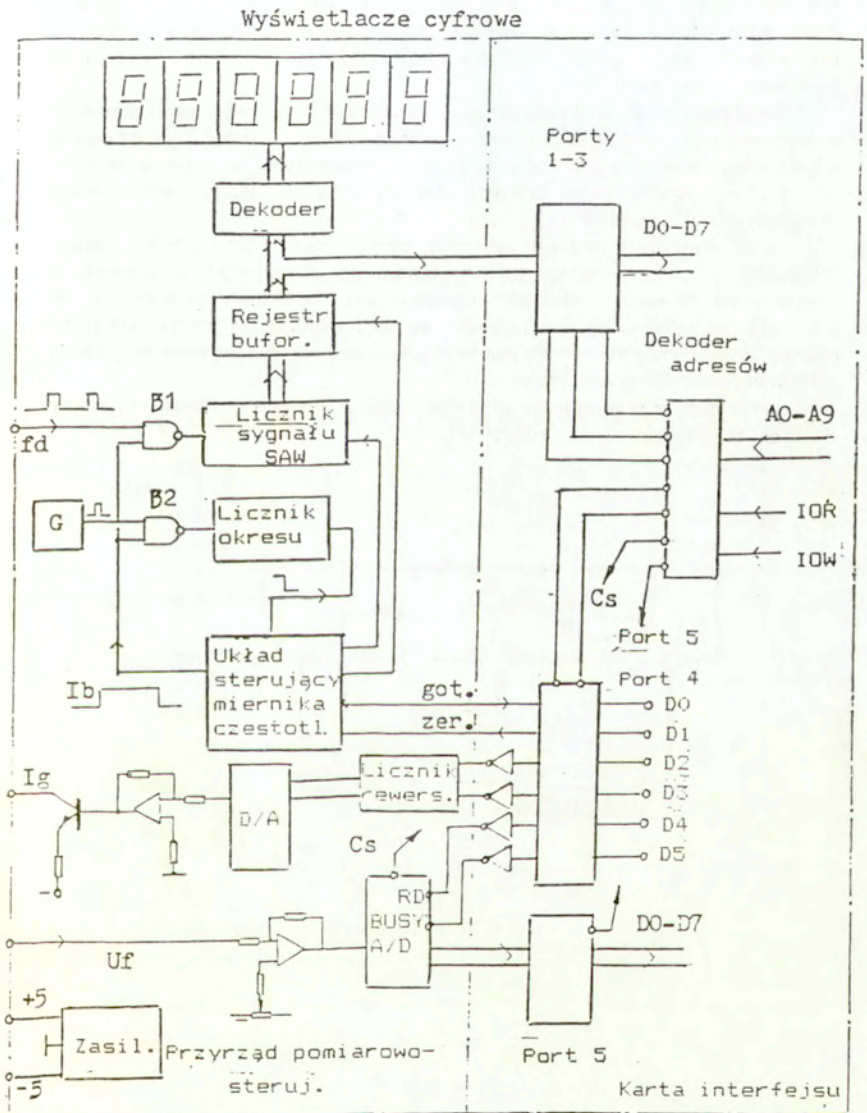 Wyświetlacze cyfrowe
Porty
1-3
Dekoder
D0-D7
Rejestr
bufor.
Dekoder
adresów
B1
Licznik
sygnału
SAW
A0-A9
fd
B2
G
Licznik
okresu
IOR
IOW
Cs
Port 5
Układ
sterujący
miernika
czestotl.
Port 4
Ib
got.
D0
zer.
D1
D2
Ig
D/A
Licznik
rewers.
D3
D4
Cs
D5
RD
BUSY
A/D
D0-D7
Uf
+5
Zasil.
-5
Przyrząd pomiarowo-
steruj.
Port 5
Karta interfejsu